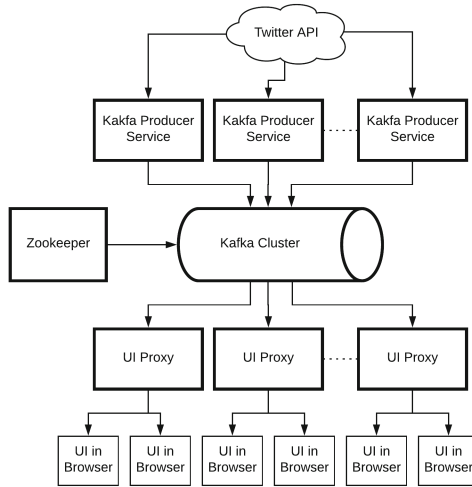 Twitter API
Kakfa Producer
Service
Kakfa Producer
Service
Kakfa Producer
Service
Zookeeper
Kafka Cluster
UI Proxy
UI Proxy
UI Proxy
UI in
Browser
UI in
Browser
UI in
Browser
UI in
Browser
UI in
Browser
UI in
Browser